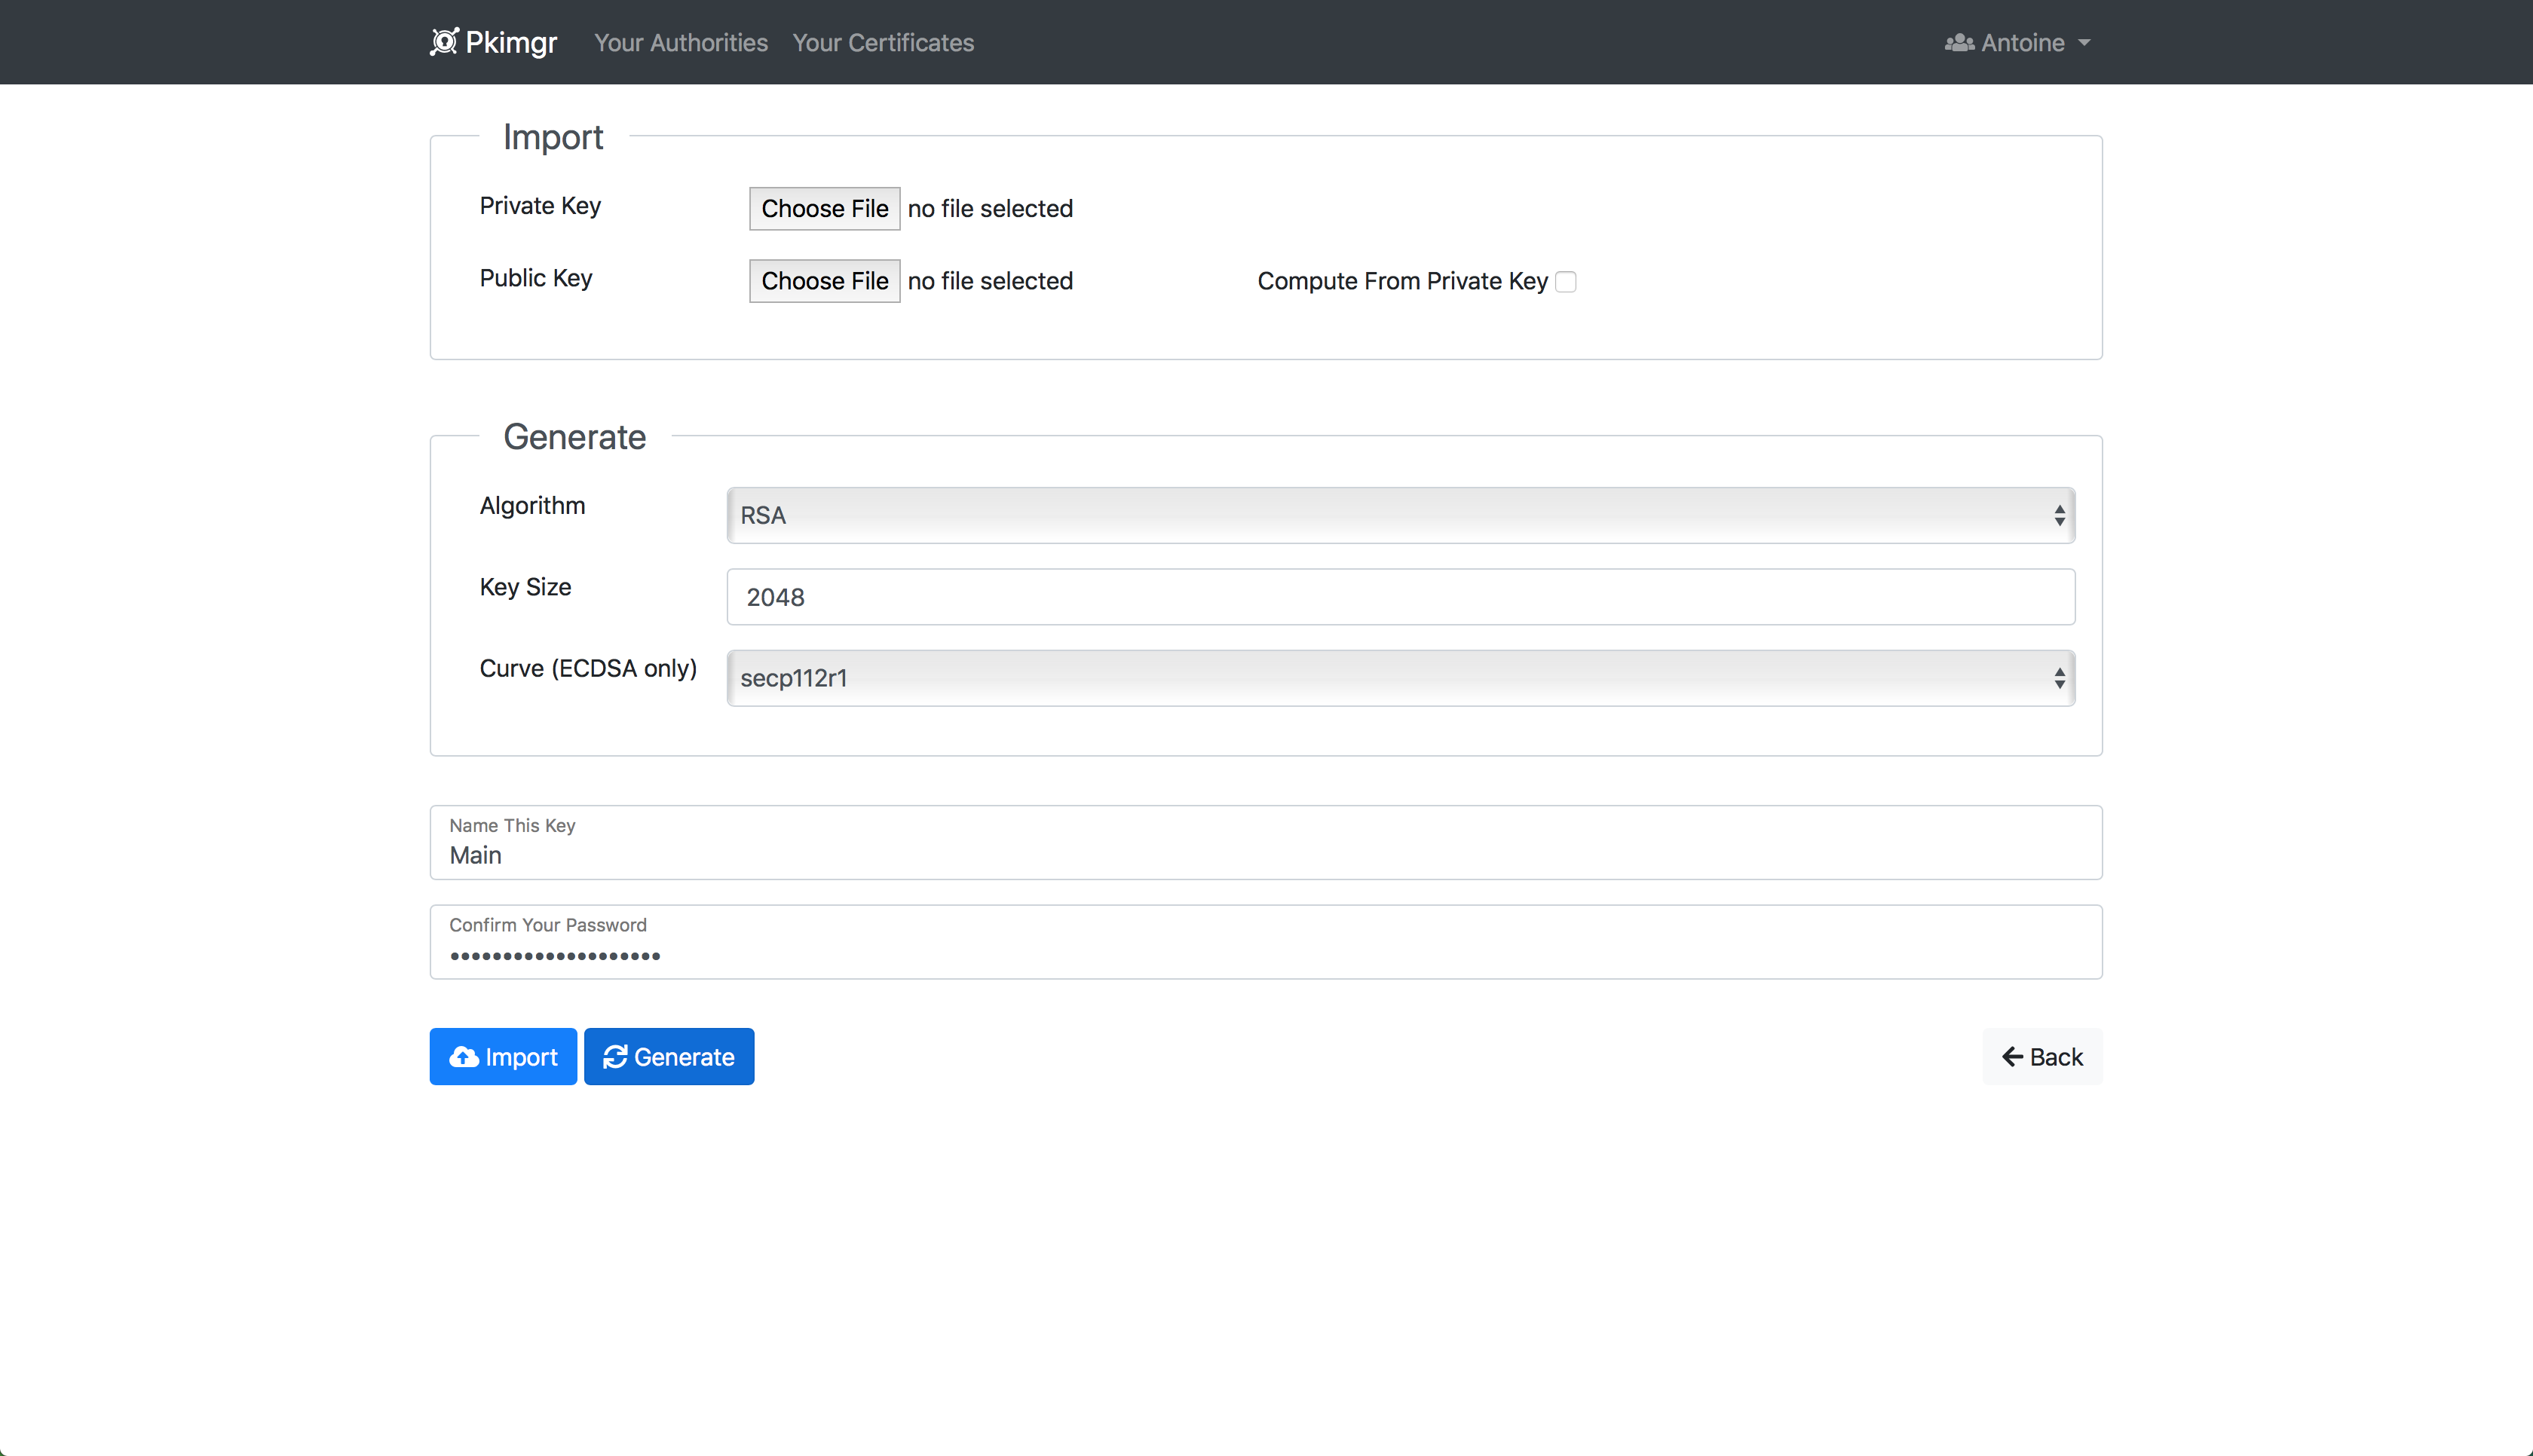 Pkimgr Your Authorities Your Certificates Antoine
Import
Private Key Choose File no file selected
Public Key Choose File no file selected Compute From Private Key
Generate
Algorithm RSA
Key Size 2048
Curve (ECDSA only) secp112r1
Name This Key
Main
Confirm Your Password
••••••••••••••••••••
Import Generate Back